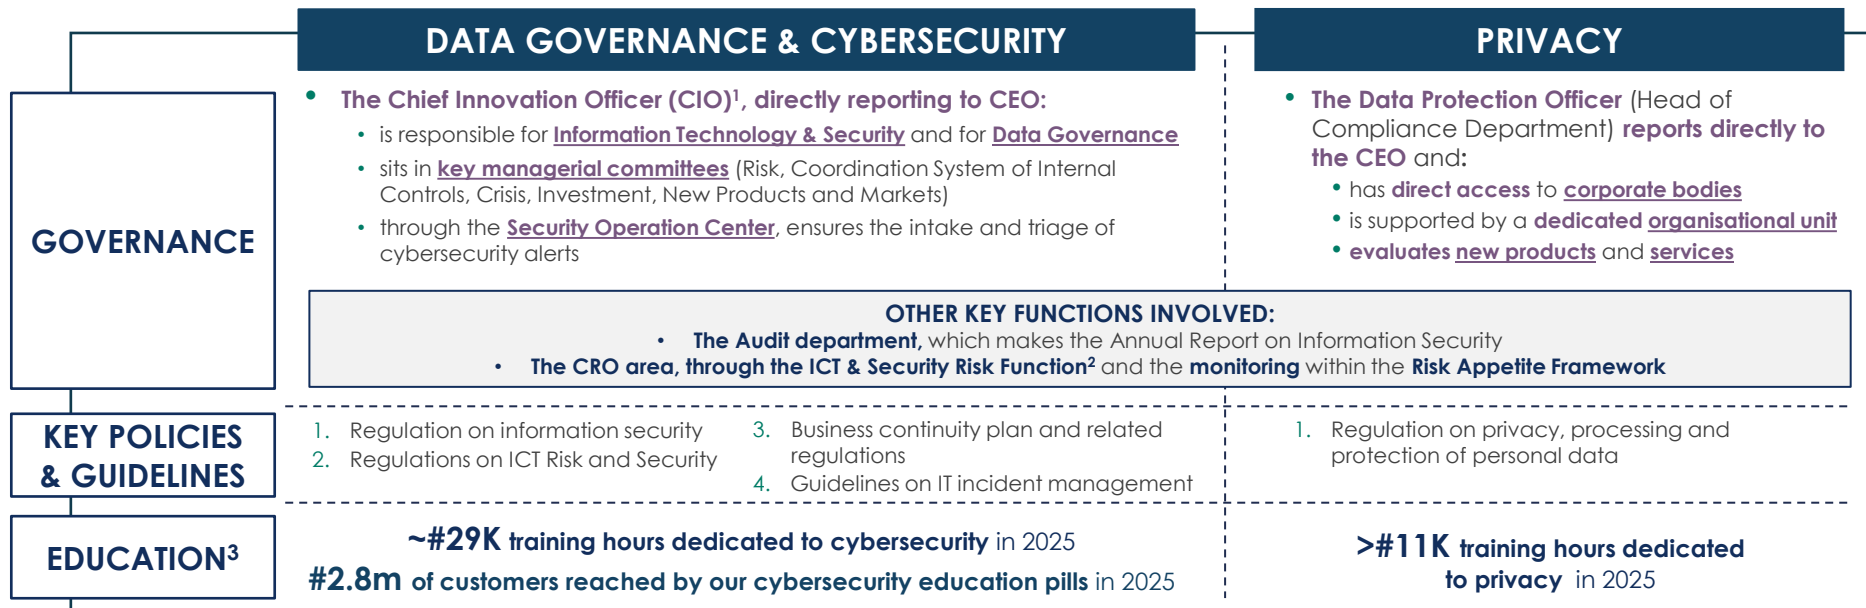 DATA GOVERNANCE & CYBERSECURITY
PRIVACY
GOVERNANCE
• The Chief Innovation Officer (CIO)¹, directly reporting to CEO:
• is responsible for Information Technology & Security and for Data Governance
• sits in key managerial committees (Risk, Coordination System of Internal
Controls, Crisis, Investment, New Products and Markets)
• through the Security Operation Center, ensures the intake and triage of
cybersecurity alerts
• The Data Protection Officer (Head of
Compliance Department) reports directly to
the CEO and:
• has direct access to corporate bodies
• is supported by a dedicated organisational unit
• evaluates new products and services
OTHER KEY FUNCTIONS INVOLVED:
• The Audit department, which makes the Annual Report on Information Security
• The CRO area, through the ICT & Security Risk Function² and the monitoring within the Risk Appetite Framework
KEY POLICIES
& GUIDELINES
1. Regulation on information security
2. Regulations on ICT Risk and Security
3. Business continuity plan and related
regulations
4. Guidelines on IT incident management
1. Regulation on privacy, processing and
protection of personal data
EDUCATION³
~#29K training hours dedicated to cybersecurity in 2025
#2.8m of customers reached by our cybersecurity education pills in 2025
>#11K training hours dedicated
to privacy in 2025